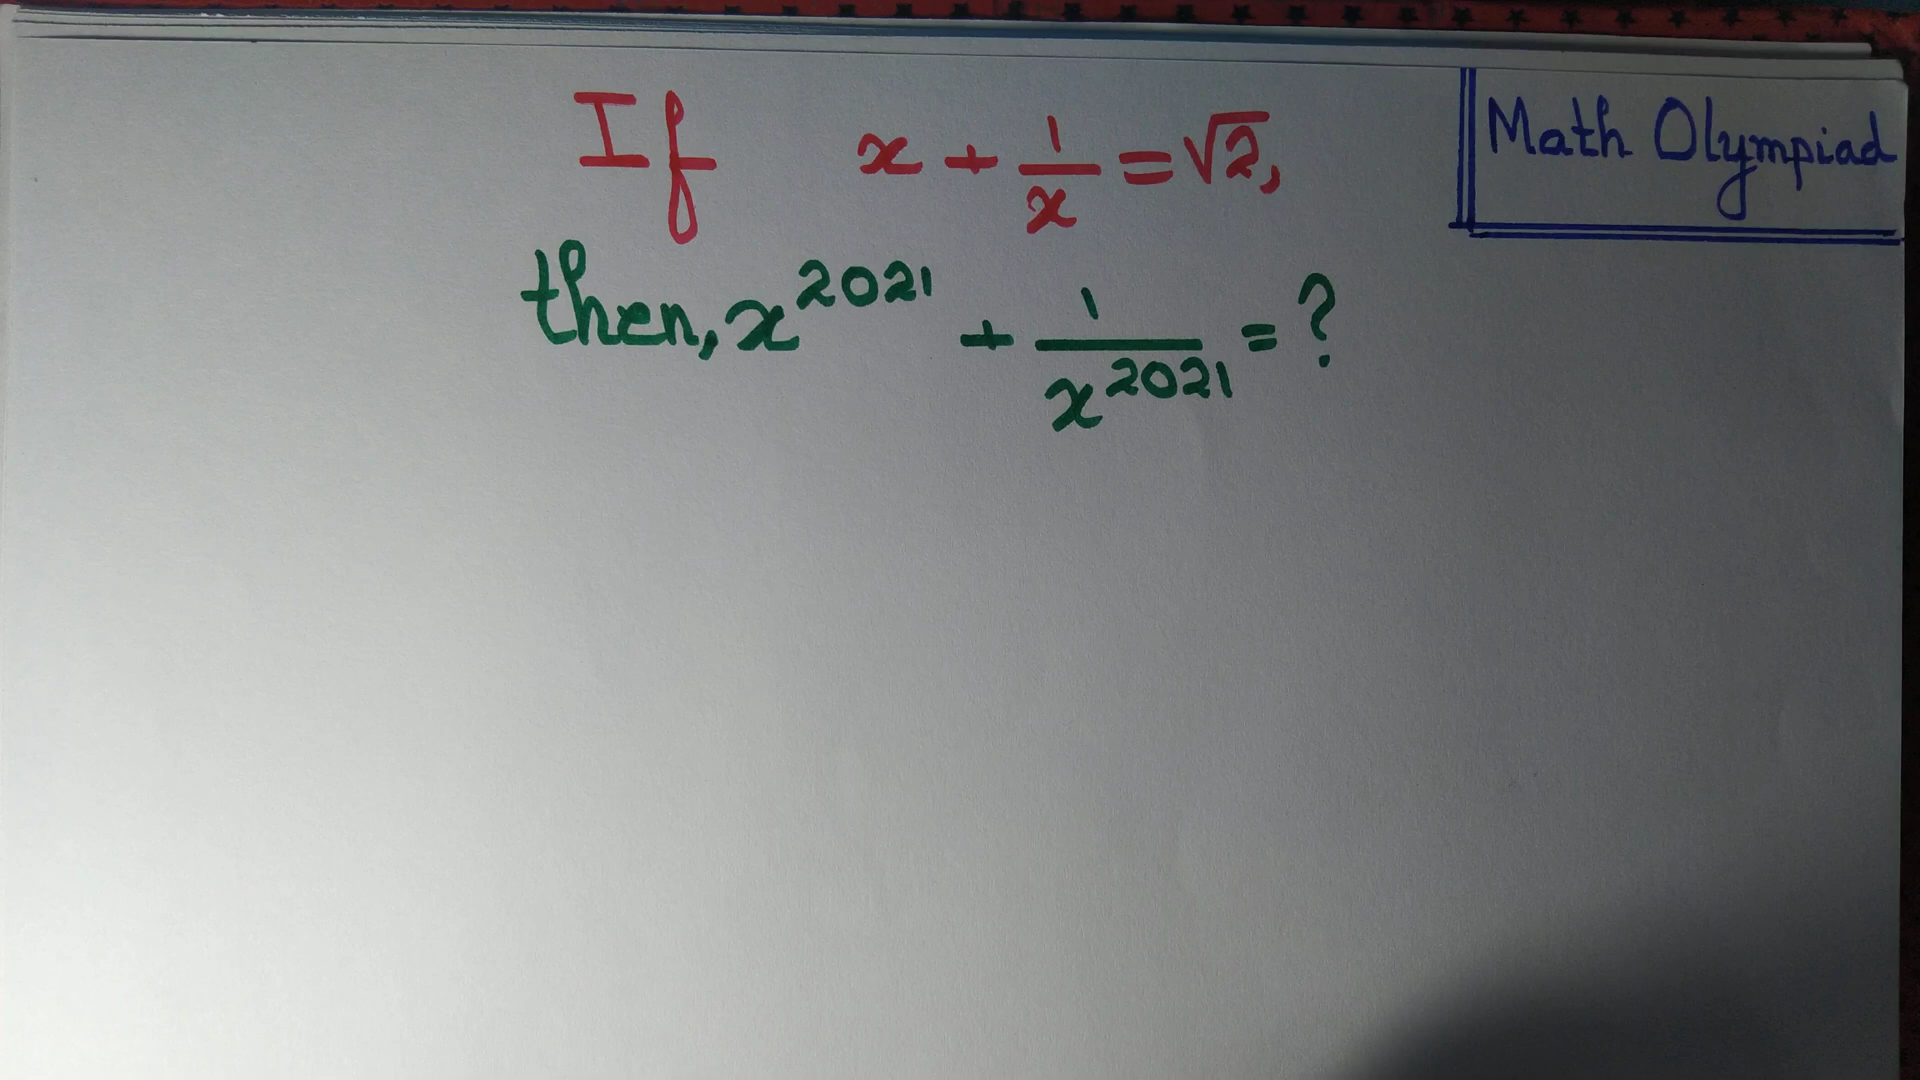 If x + 1/x = √2,
Math Olympiad
then, x^2021 + 1/x^2021 = ?